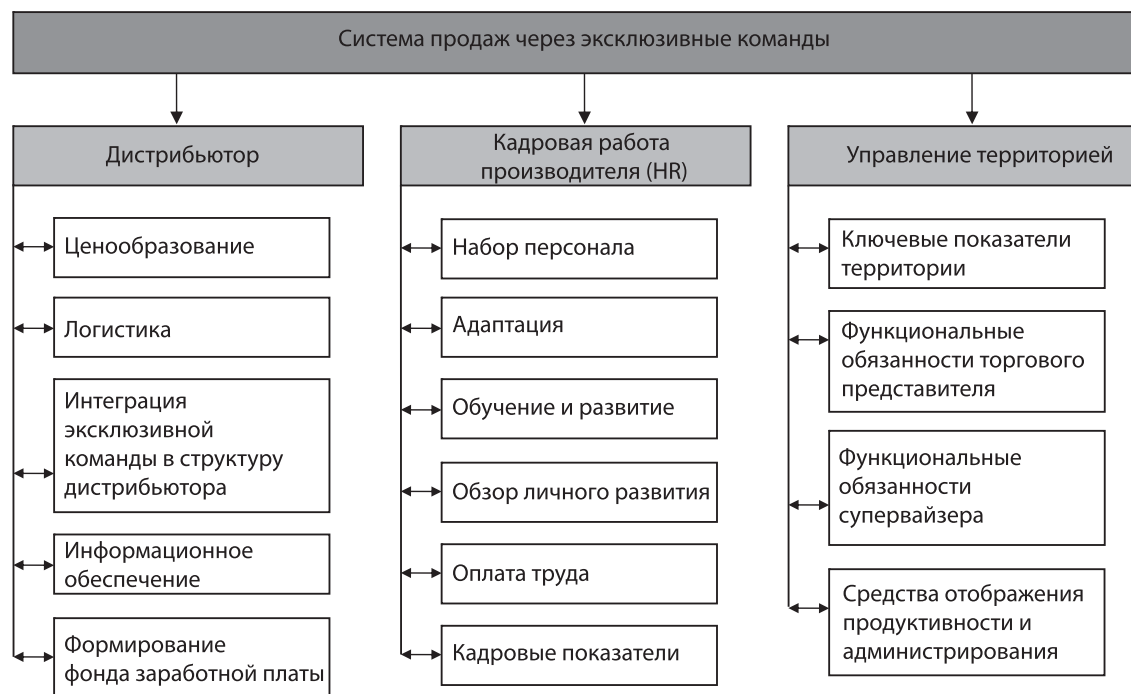 Система продаж через эксклюзивные команды
Дистрибьютор
Ценообразование
Логистика
Интеграция
эксклюзивной
команды в структуру
дистрибьютора
Информационное
обеспечение
Формирование
фонда заработной платы
Кадровая работа
производителя (HR)
Набор персонала
Адаптация
Обучение и развитие
Обзор личного развития
Оплата труда
Кадровые показатели
Управление территорией
Ключевые показатели
территории
Функциональные
обязанности торгового
представителя
Функциональные
обязанности
супервайзера
Средства отображения
продуктивности и
администрирования